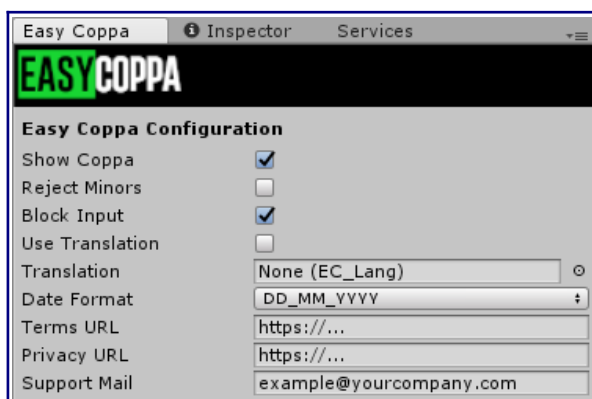 Easy Coppa Inspector Services
EASYCOPPA
Easy Coppa Configuration
Show Coppa
Reject Minors
Block Input
Use Translation
Translation None (EC_Lang)
Date Format DD_MM_YYYY
Terms URL https://...
Privacy URL https://...
Support Mail example@yourcompany.com